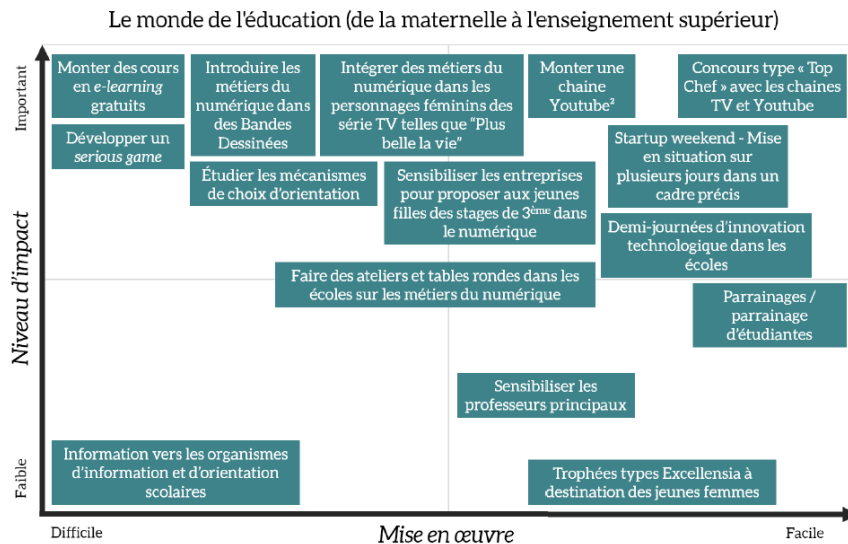 Le monde de l'éducation (de la maternelle à l'enseignement supérieur)
Important
Niveau d'impact
Faible
Monter des cours
en e-learning
gratuits
Introduire les
métiers du
numérique dans
des Bandes
Dessinées
Intégrer des métiers du
numérique dans les
personnages féminins des
série TV telles que "Plus
belle la vie"
Monter une
chaine
Youtube²
Concours type « Top
Chef » avec les chaines
TV et Youtube
Développer un
serious game
Startup weekend - Mise
en situation sur
plusieurs jours dans un
cadre précis
Étudier les mécanismes
de choix d'orientation
Sensibiliser les entreprises
pour proposer aux jeunes
filles des stages de 3ème dans
le numérique
Demi-journées d'innovation
technologique dans les
écoles
Faire des ateliers et tables rondes dans les
écoles sur les métiers du numérique
Parrainages /
parrainage
d'étudiantes
Sensibiliser les
professeurs principaux
Information vers les organismes
d'information et d'orientation
scolaires
Trophées types Excellensia à
destination des jeunes femmes
Difficile
Mise en œuvre
Facile